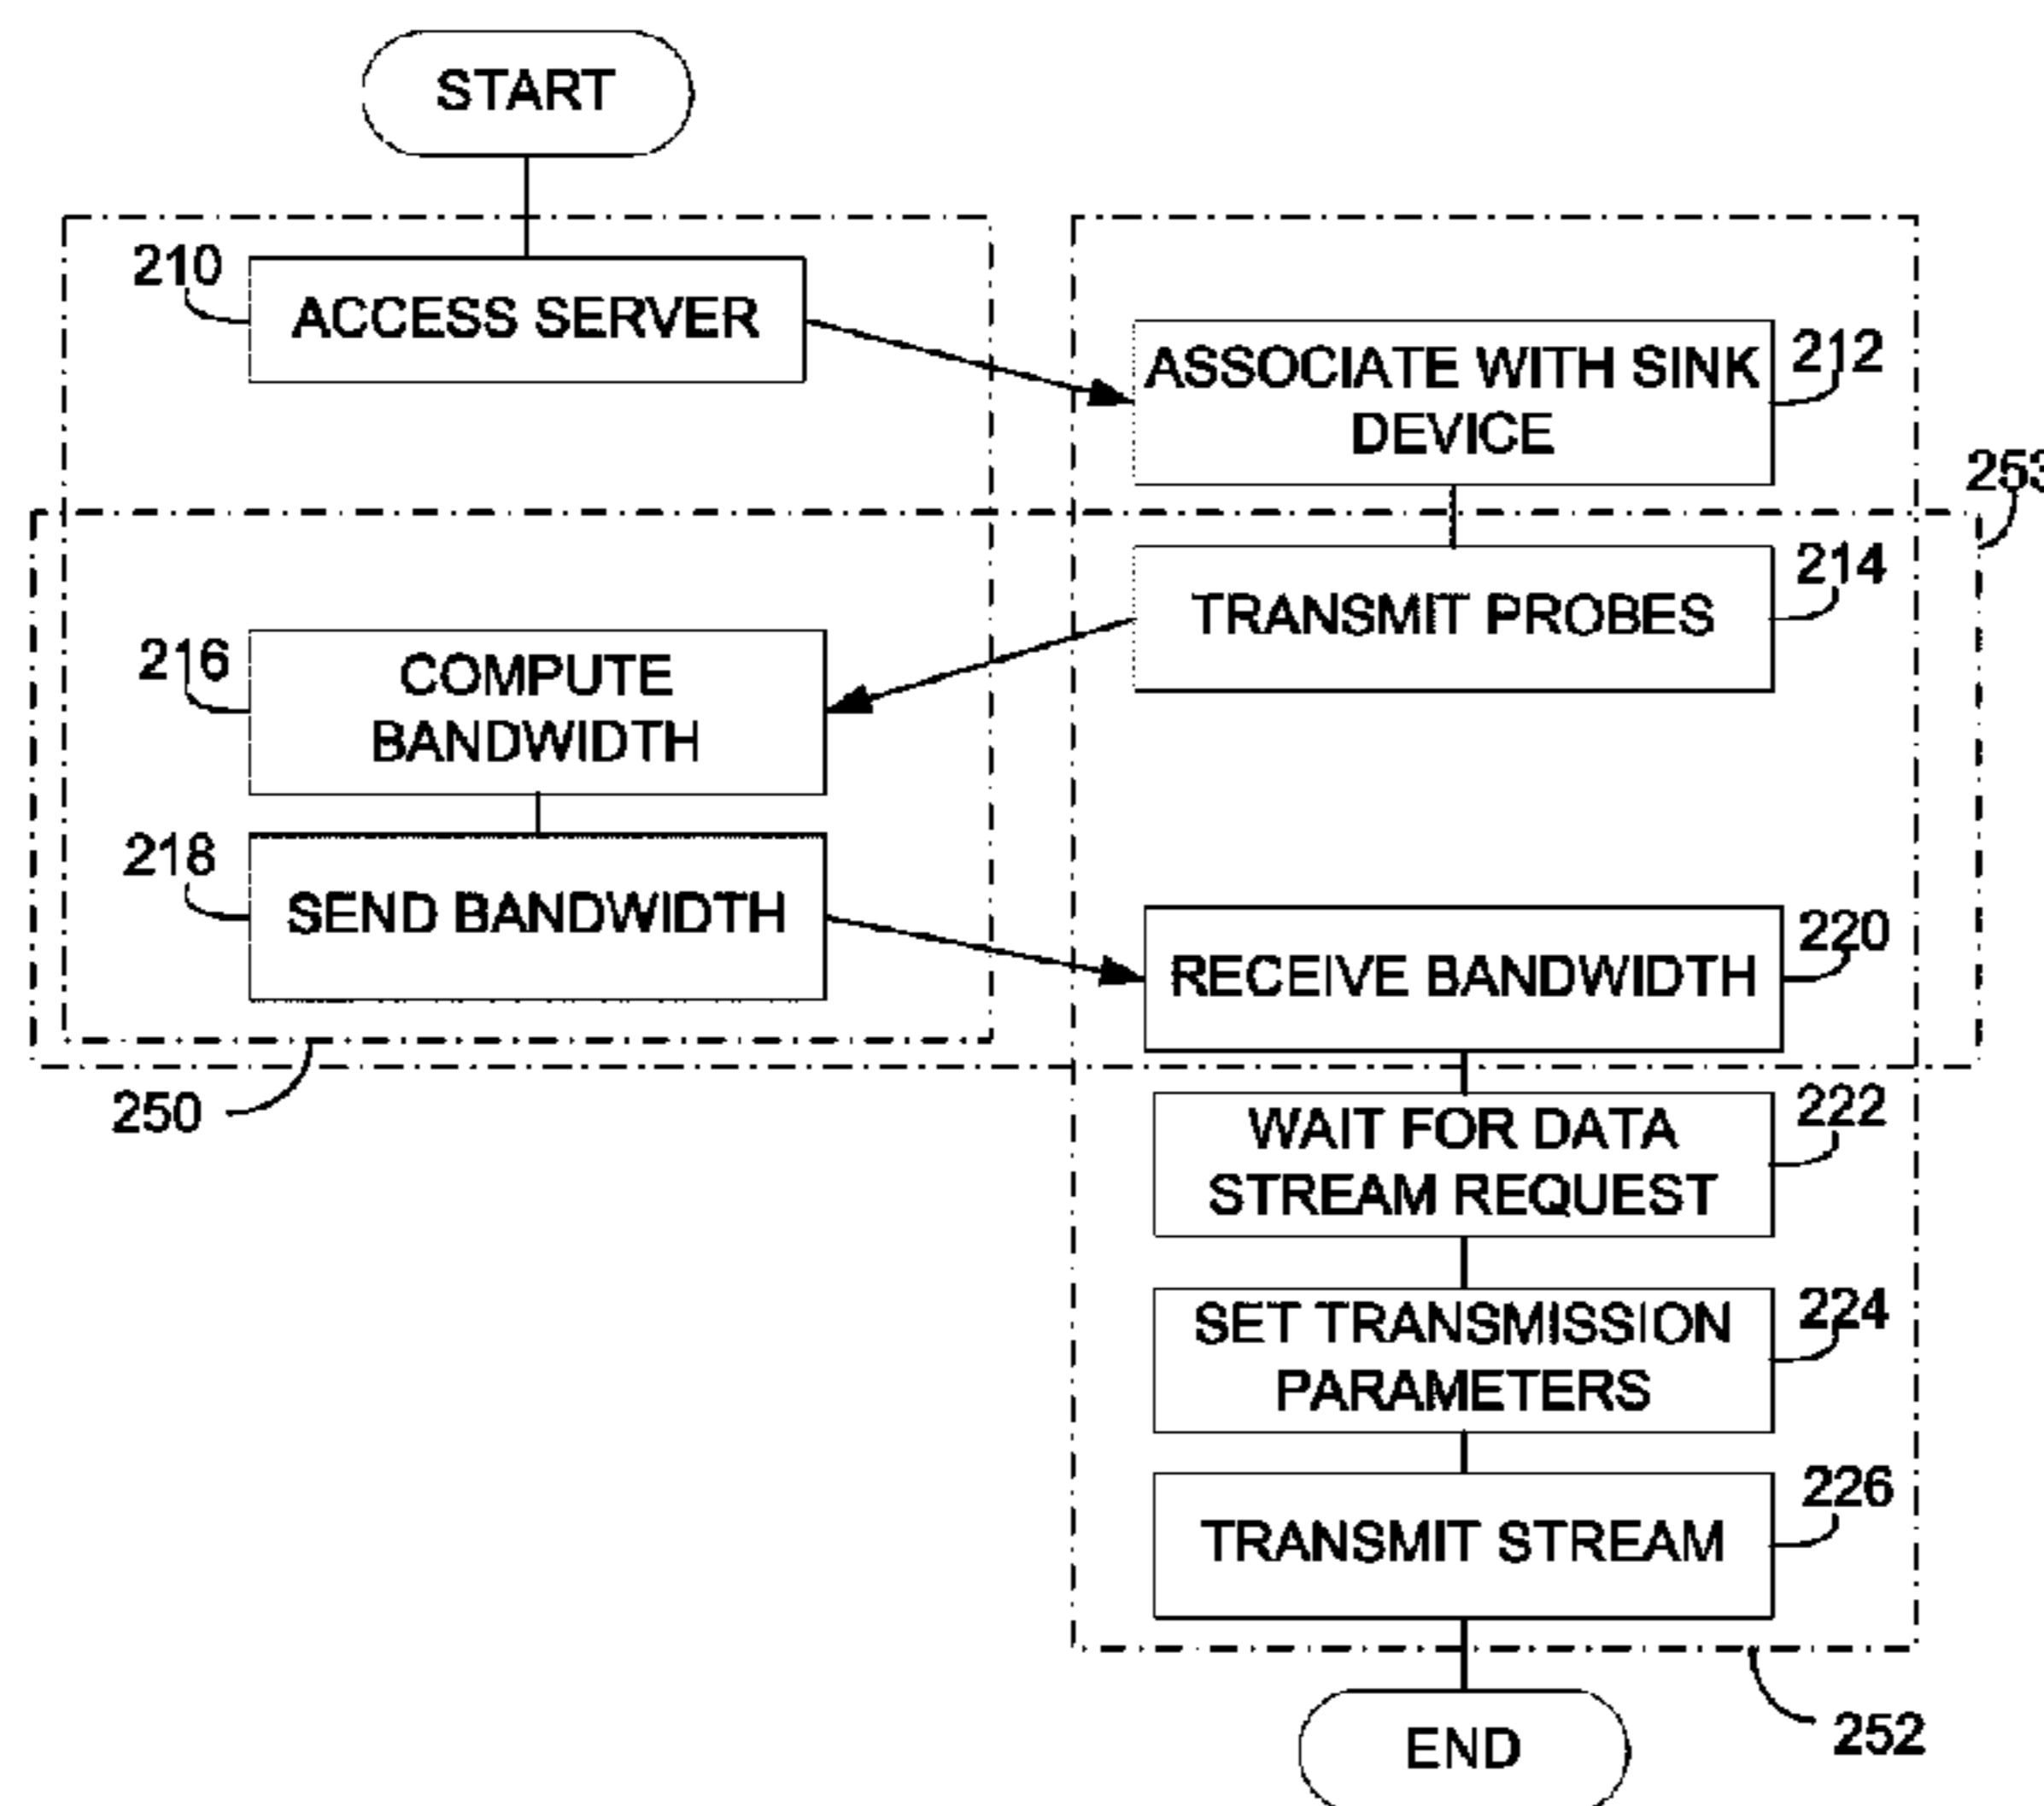 START
210
ACCESS SERVER
ASSOCIATE WITH SINK
DEVICE
212
253
TRANSMIT PROBES
214
216
COMPUTE
BANDWIDTH
218
SEND BANDWIDTH
RECEIVE BANDWIDTH
220
250
WAIT FOR DATA
STREAM REQUEST
222
SET TRANSMISSION
PARAMETERS
224
TRANSMIT STREAM
226
252
END